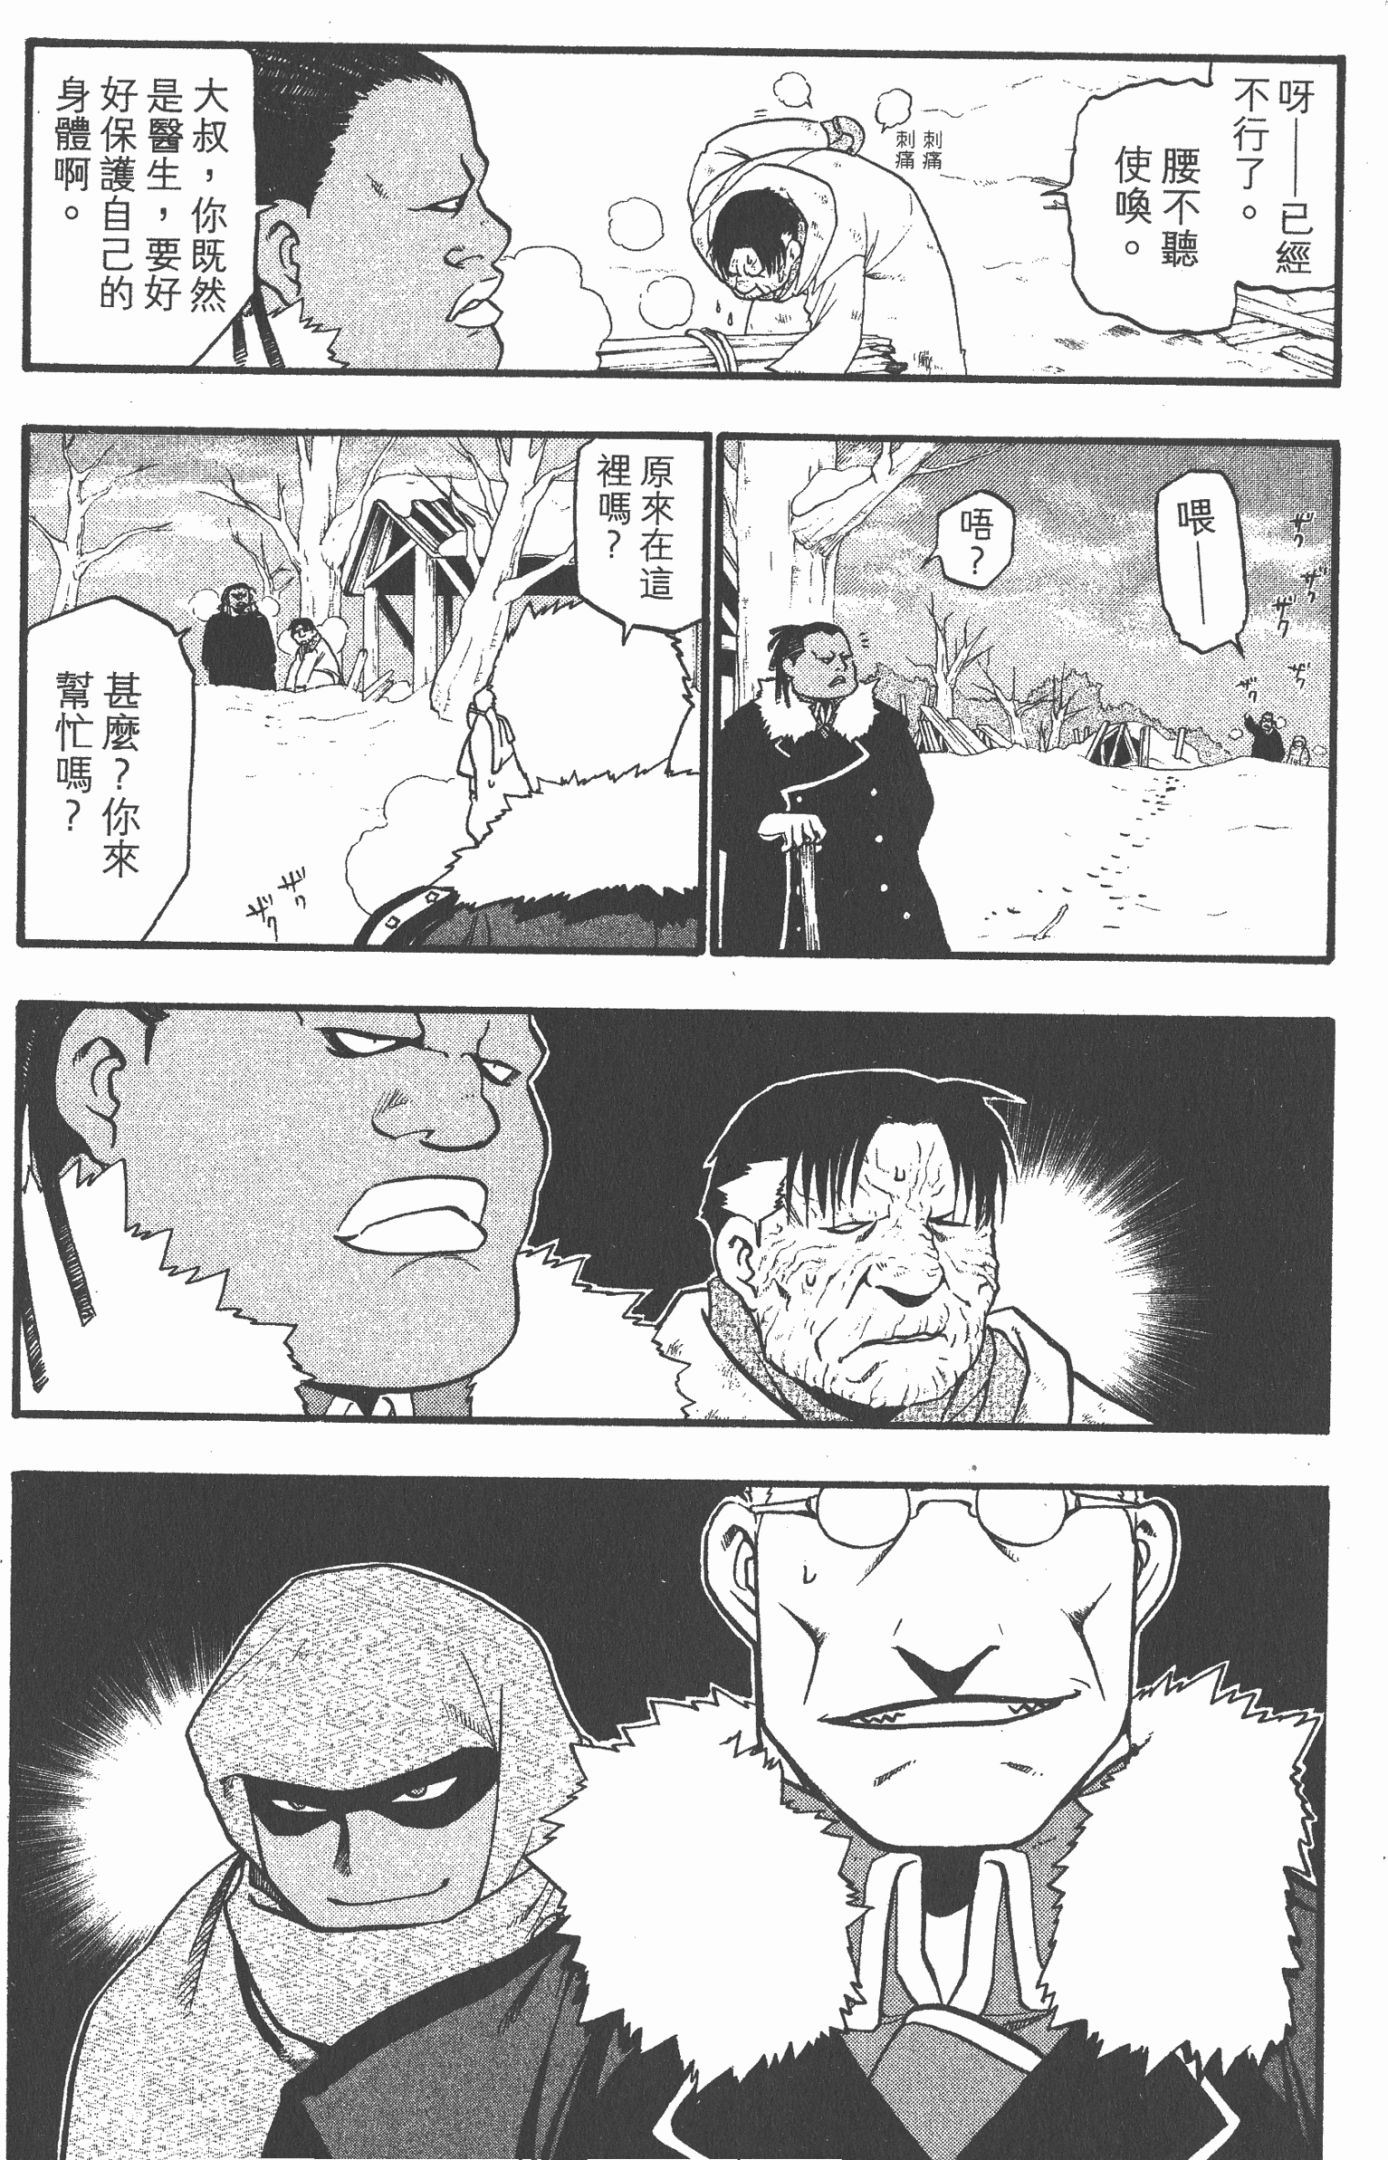 呀——已經
不行了。
腰不聽
使喚。
刺痛
刺痛
大叔，你既然
是醫生，要好
好保護自己的
身體啊。
喂——
ザク
ザク
ザク
ザク
唔？
原來在這
裡嗎？
甚麼？你來
幫忙嗎？
ザク
ザク